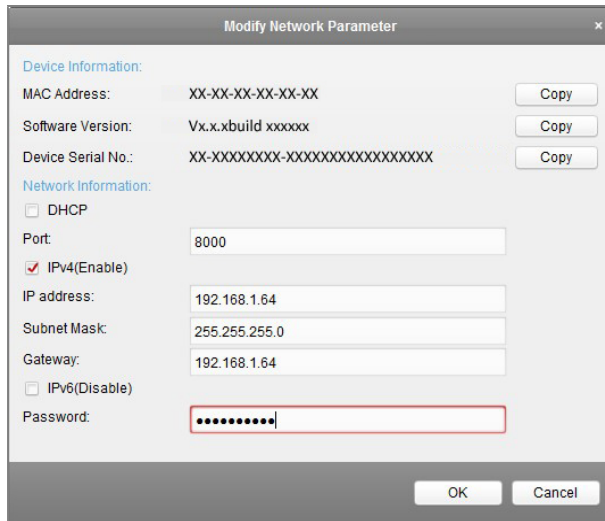 Modify Network Parameter ×
Device Information:
MAC Address: XX-XX-XX-XX-XX-XX Copy
Software Version: Vx.x.xbuild xxxxxx Copy
Device Serial No.: XX-XXXXXXXX-XXXXXXXXXXXXXXXXX Copy
Network Information:
DHCP
Port: 8000
IPv4(Enable)
IP address: 192.168.1.64
Subnet Mask: 255.255.255.0
Gateway: 192.168.1.64
IPv6(Disable)
Password: ●●●●●●●●●●
OK Cancel